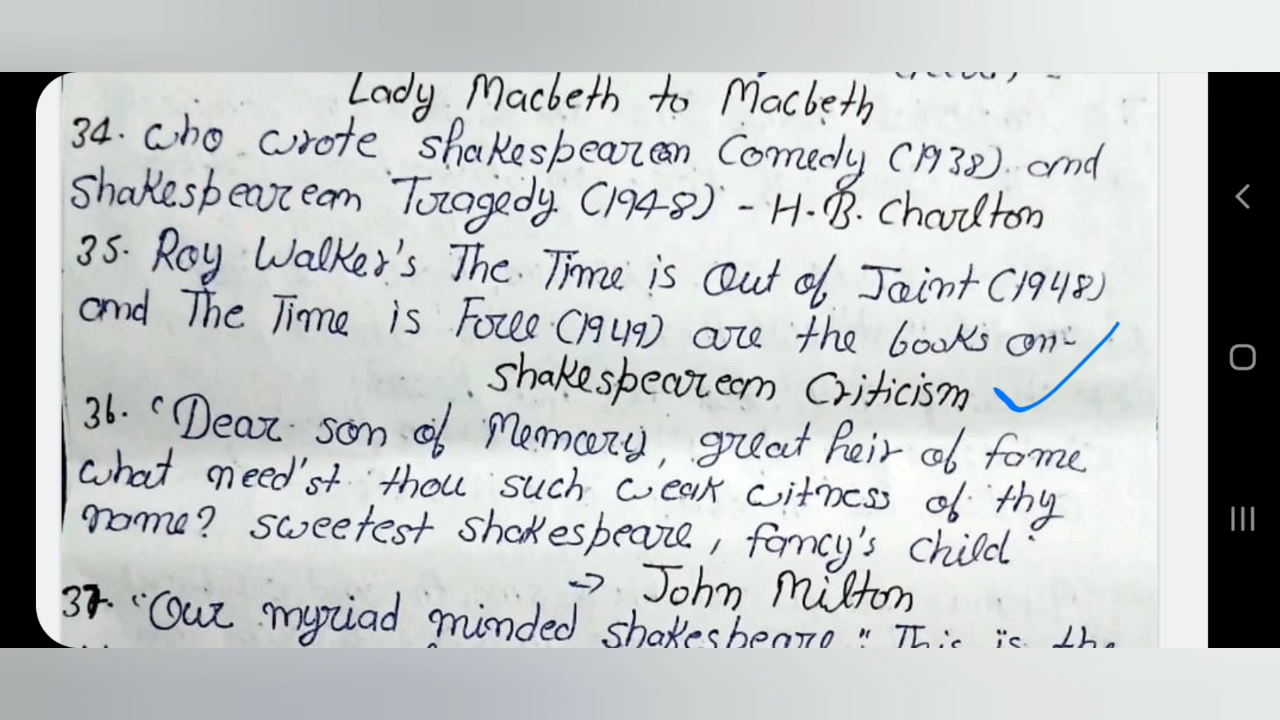 Lady Macbeth to Macbeth
34. Who wrote Shakespearean Comedy (1938) and
Shakespearean Tragedy (1948) - H.B. Charlton
35. Roy Walker's The Time is Out of Joint (1948)
and The Time is Free (1949) are the books on-
Shakespearean Criticism
36. "Dear son of Memory, great heir of fame
what need'st thou such weak witness of thy
name? sweetest Shakespeare, fancy's child"
→ John Milton
37. "Our myriad minded Shakespeare" This is the